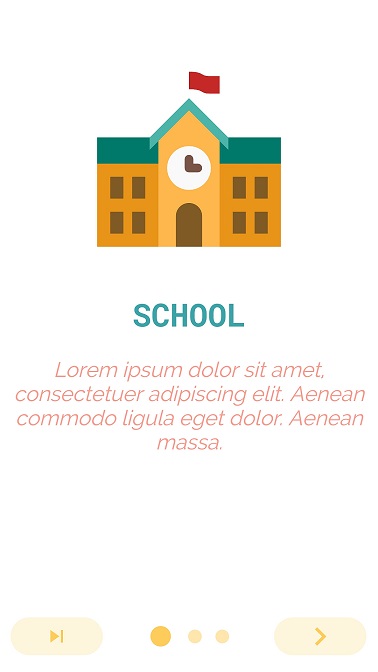 SCHOOL
Lorem ipsum dolor sit amet,
consectetuer adipiscing elit. Aenean
commodo ligula eget dolor. Aenean
massa.